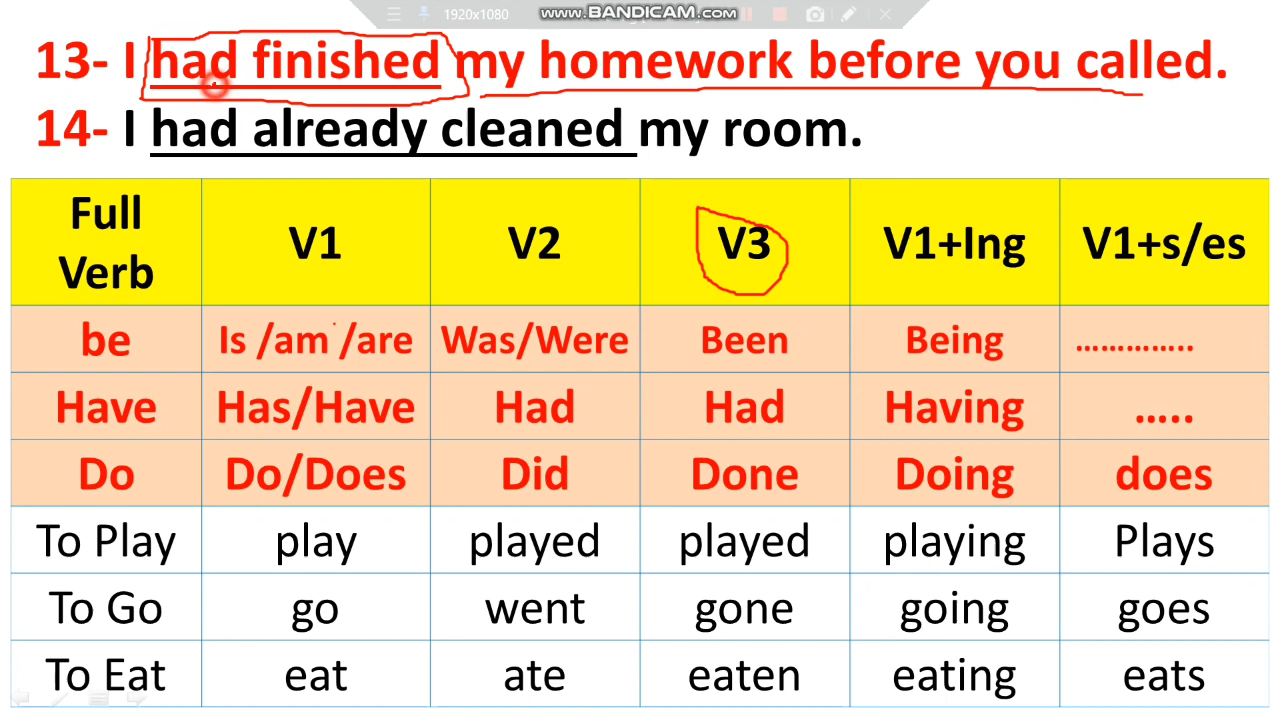 1920x1080 www.BANDICAM.com
13- I had finished my homework before you called.
14- I had already cleaned my room.
Full Verb V1 V2 V3 V1+Ing V1+s/es
be Is /am /are Was/Were Been Being …………..
Have Has/Have Had Had Having …..
Do Do/Does Did Done Doing does
To Play play played played playing Plays
To Go go went gone going goes
To Eat eat ate eaten eating eats